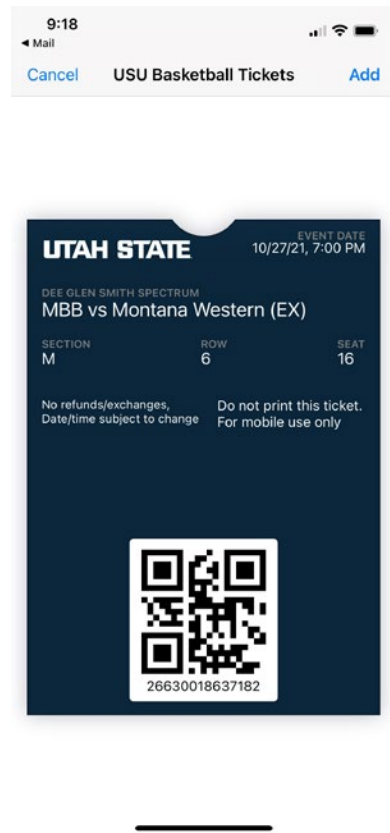 9:18
◀ Mail
Cancel USU Basketball Tickets Add
UTAH STATE
EVENT DATE
10/27/21, 7:00 PM
DEE GLEN SMITH SPECTRUM
MBB vs Montana Western (EX)
SECTION ROW SEAT
M 6 16
No refunds/exchanges,
Date/time subject to change
Do not print this ticket.
For mobile use only
26630018637182